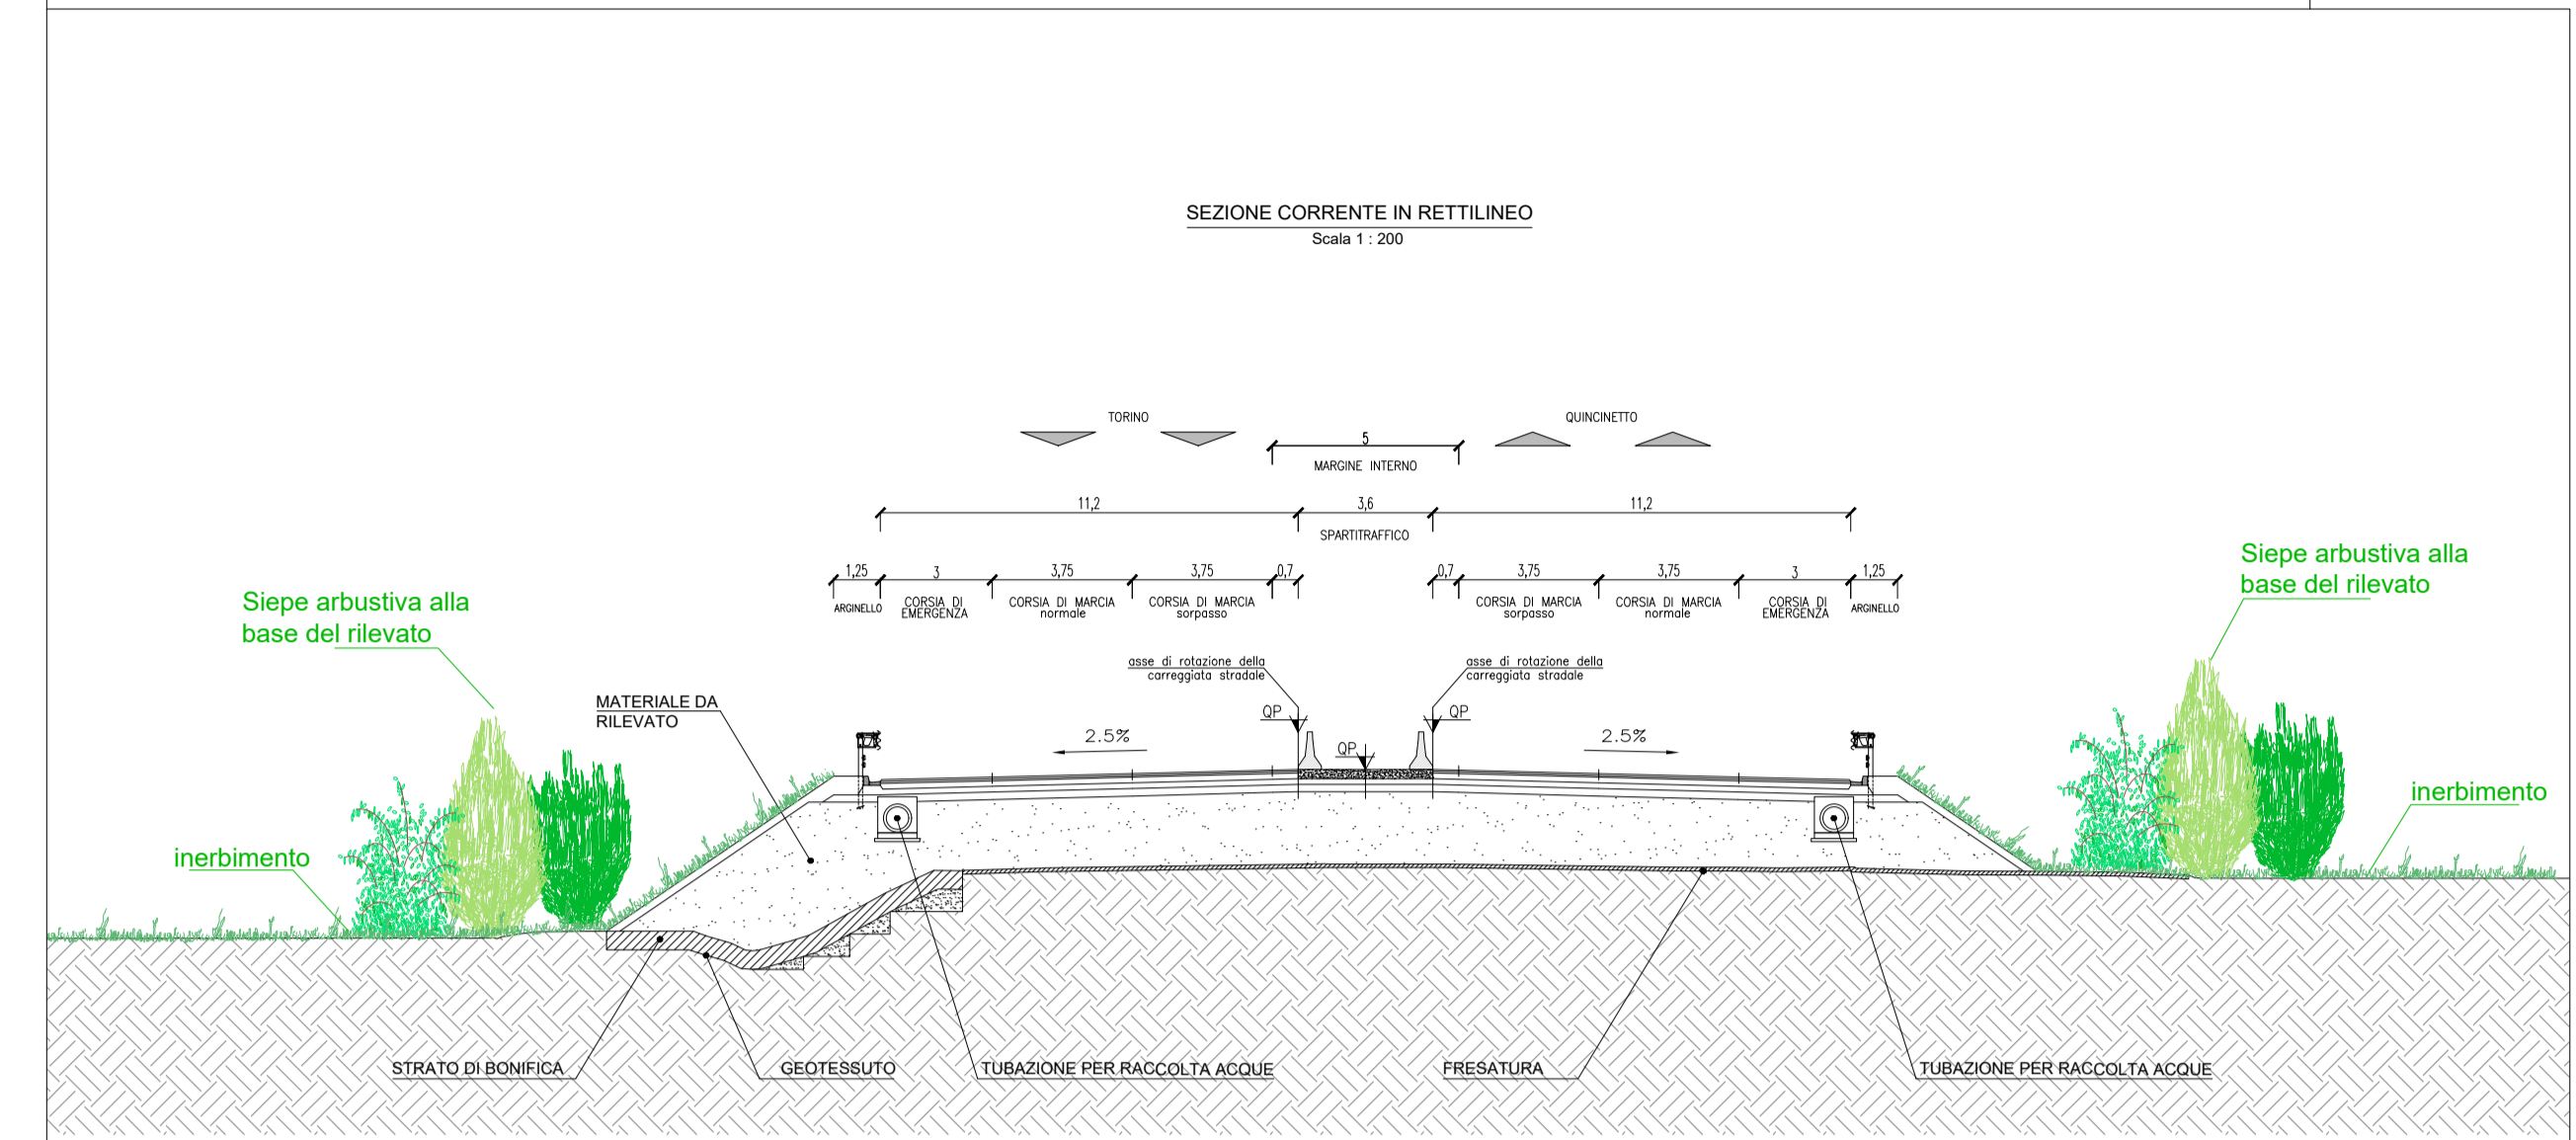 SEZIONE CORRENTE IN RETTILINEO
Scala 1 : 200
TORINO
QUINCINETTO
5
MARGINE INTERNO
11,2
3,6
11,2
SPARTITRAFFICO
1,25
3
3,75
3,75
0,7
0,7
3,75
3,75
3
1,25
ARGINELLO
CORSIA DI
EMERGENZA
CORSIA DI MARCIA
normale
CORSIA DI MARCIA
sorpasso
CORSIA DI MARCIA
sorpasso
CORSIA DI MARCIA
normale
CORSIA DI
EMERGENZA
ARGINELLO
Siepe arbustiva alla
base del rilevato
Siepe arbustiva alla
base del rilevato
asse di rotazione della
carreggiata stradale
asse di rotazione della
carreggiata stradale
MATERIALE DA
RILEVATO
QP
QP
QP
2.5%
2.5%
inerbimento
inerbimento
STRATO DI BONIFICA
GEOTESSUTO
TUBAZIONE PER RACCOLTA ACQUE
FRESATURA
TUBAZIONE PER RACCOLTA ACQUE